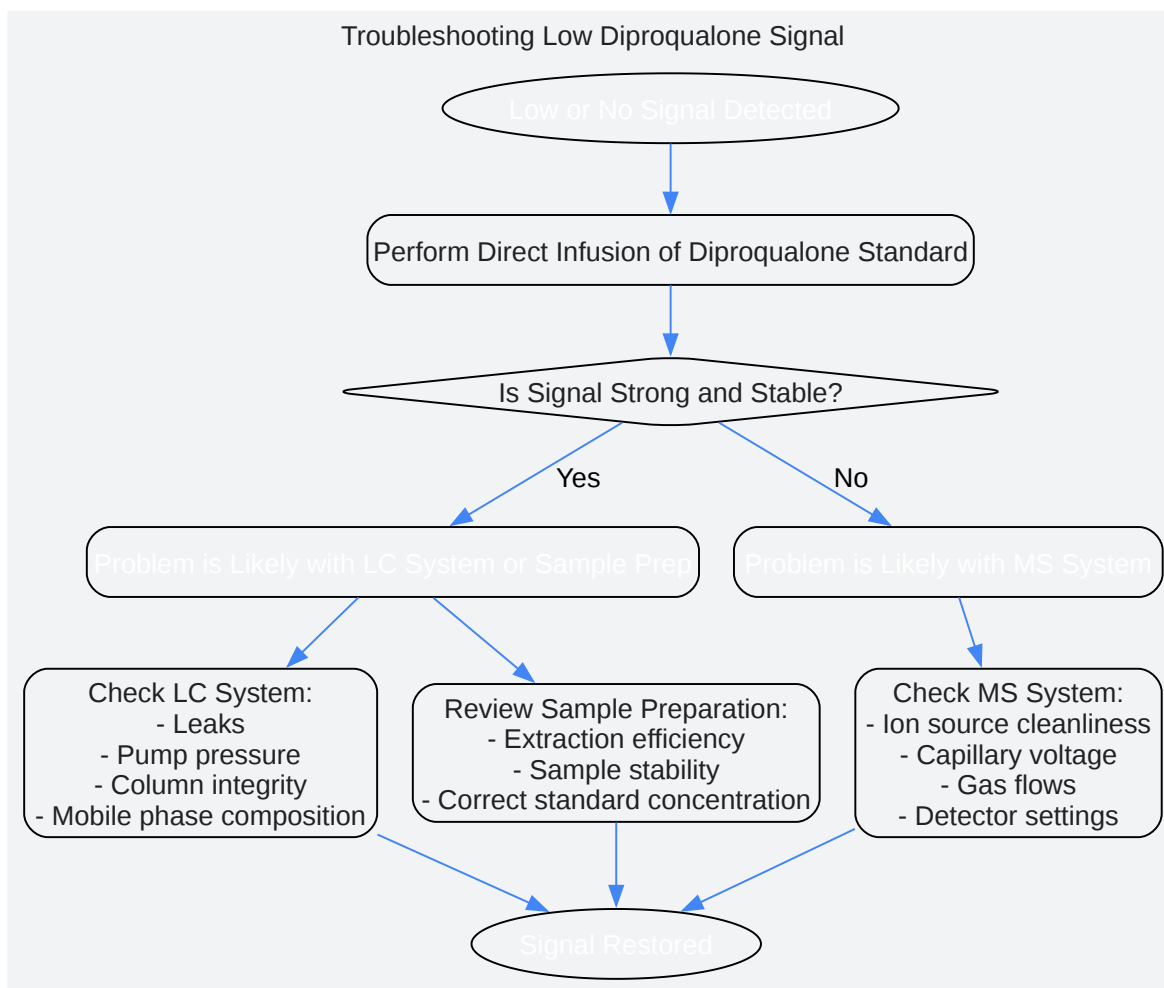 Troubleshooting Low Diproqualone Signal
Low or No Signal Detected
Perform Direct Infusion of Diproqualone Standard
Is Signal Strong and Stable?
Yes
No
Problem is Likely with LC System or Sample Prep
Problem is Likely with MS System
Check LC System:
- Leaks
- Pump pressure
- Column integrity
- Mobile phase composition
Review Sample Preparation:
- Extraction efficiency
- Sample stability
- Correct standard concentration
Check MS System:
- Ion source cleanliness
- Capillary voltage
- Gas flows
- Detector settings
Signal Restored